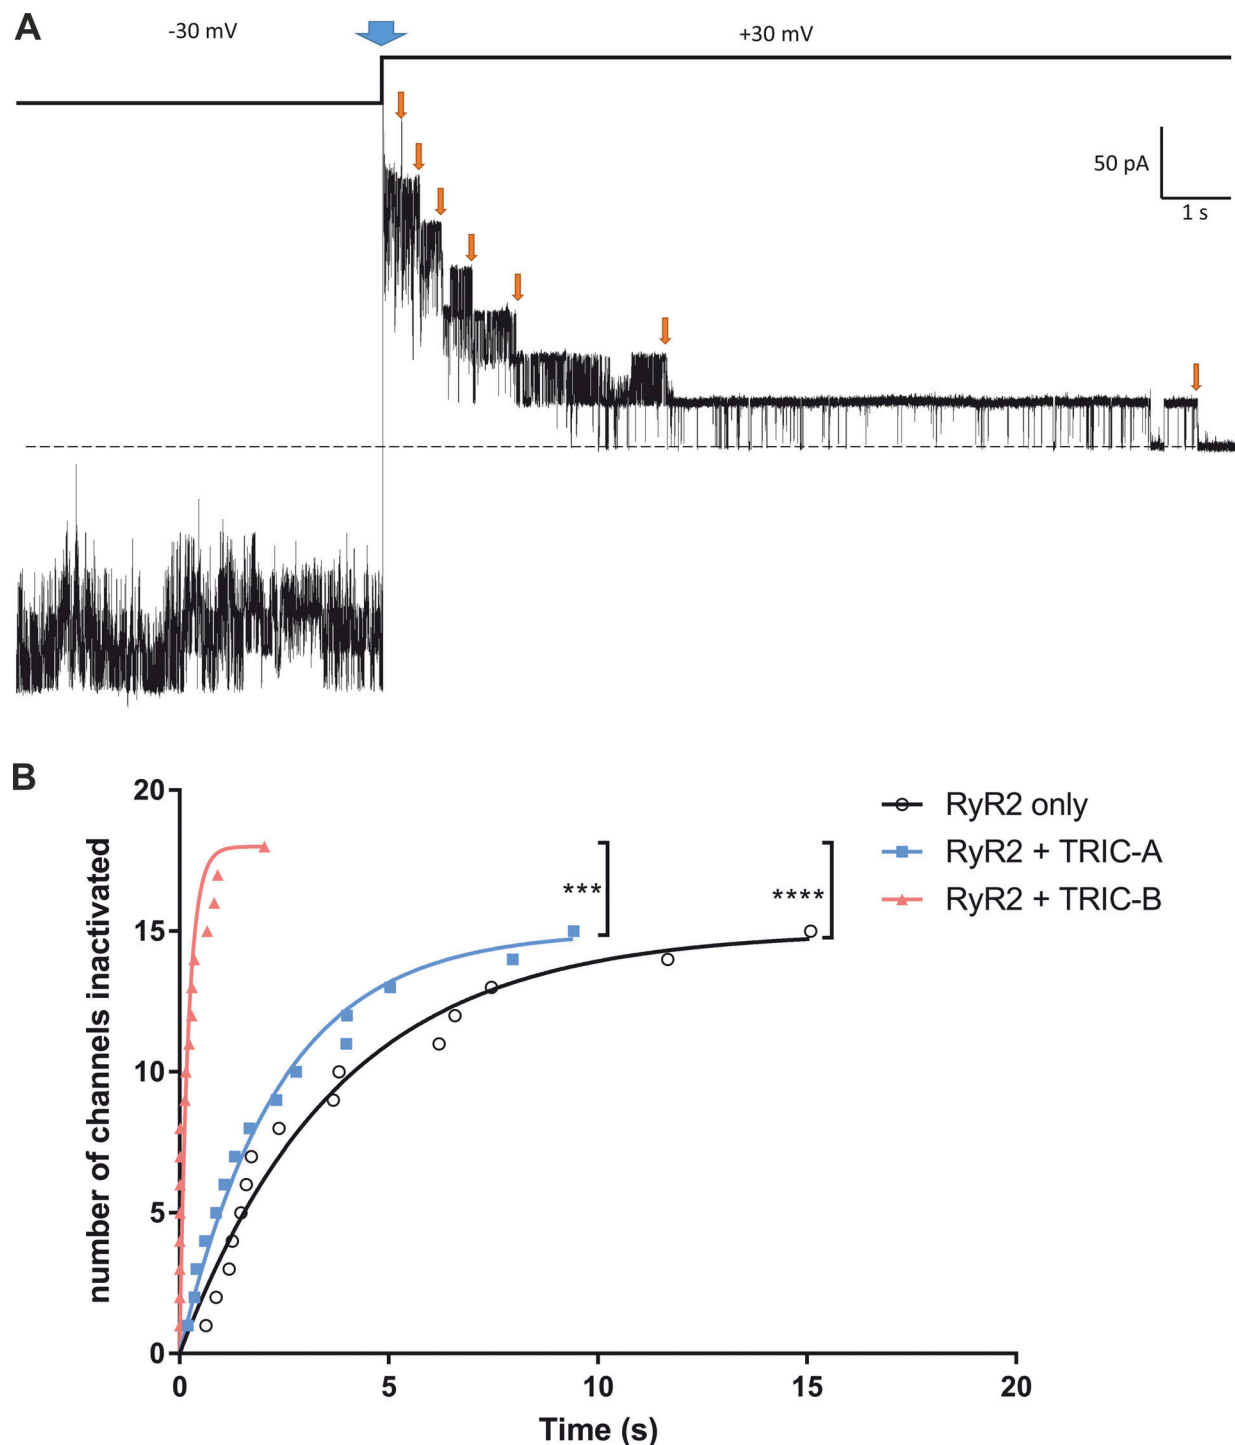 A
-30 mV
+30 mV
50 pA
1 s
B
20
15
10
5
0
number of channels inactivated
0 5 10 15 20
Time (s)
***
****
RyR2 only
RyR2 + TRIC-A
RyR2 + TRIC-B